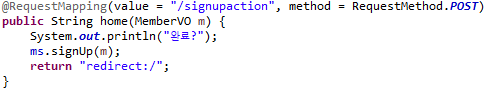 @RequestMapping(value = "/signupaction", method = RequestMethod.POST)
public String home(MemberVO m) {
    System.out.println("완료?");
    ms.signUp(m);
    return "redirect:/";
}